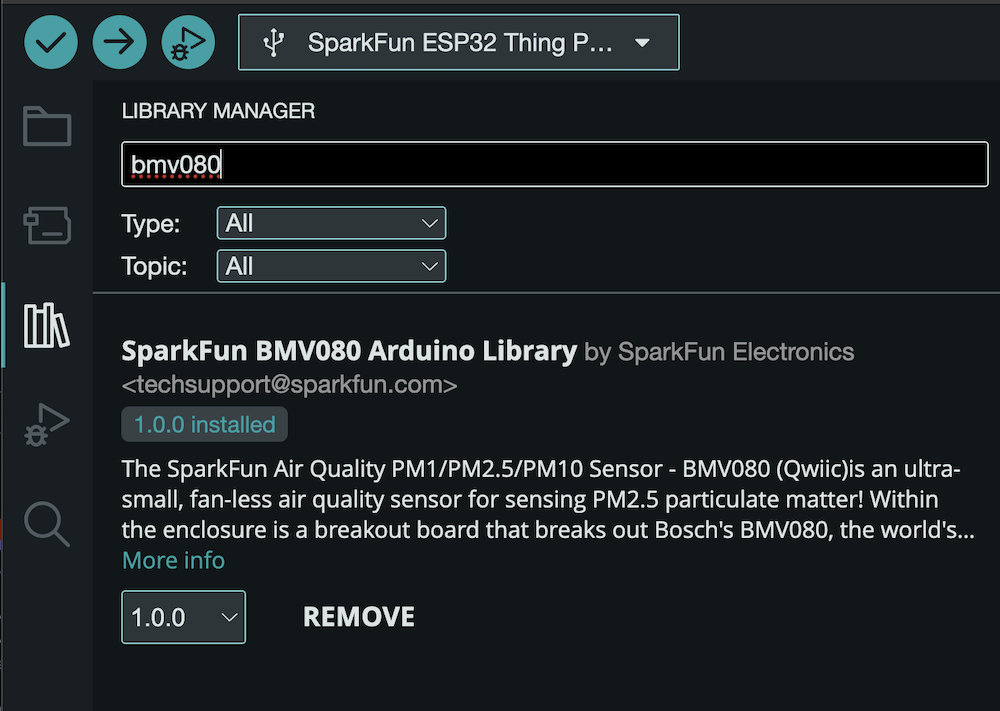 SparkFun ESP32 Thing P...
LIBRARY MANAGER
bmv080
Type: All
Topic: All
SparkFun BMV080 Arduino Library by SparkFun Electronics
<techsupport@sparkfun.com>
1.0.0 installed
The SparkFun Air Quality PM1/PM2.5/PM10 Sensor - BMV080 (Qwiic)is an ultra-
small, fan-less air quality sensor for sensing PM2.5 particulate matter! Within
the enclosure is a breakout board that breaks out Bosch's BMV080, the world's...
More info
1.0.0 REMOVE